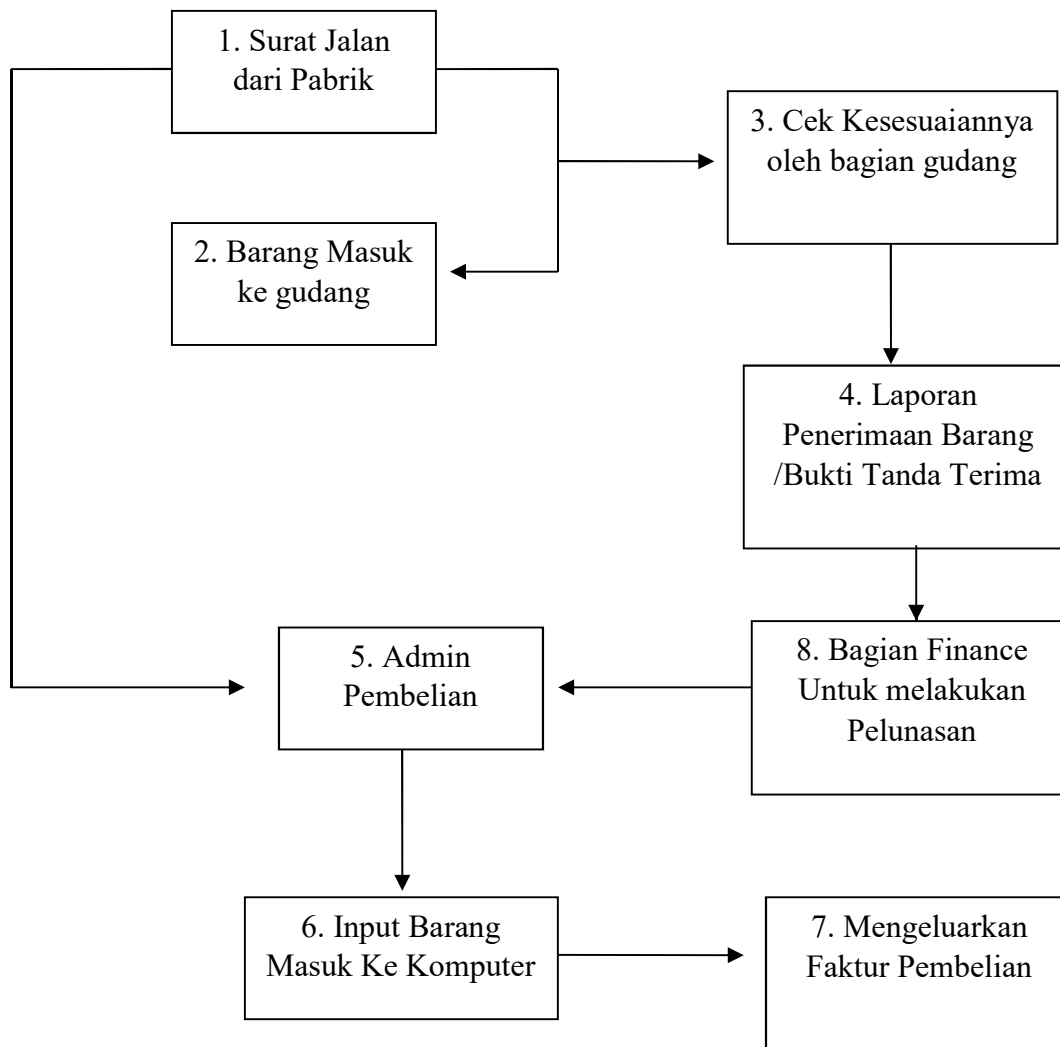 1. Surat Jalan
dari Pabrik
2. Barang Masuk
ke gudang
3. Cek Kesesuaiannya
oleh bagian gudang
4. Laporan
Penerimaan Barang
/Bukti Tanda Terima
5. Admin
Pembelian
8. Bagian Finance
Untuk melakukan
Pelunasan
6. Input Barang
Masuk Ke Komputer
7. Mengeluarkan
Faktur Pembelian